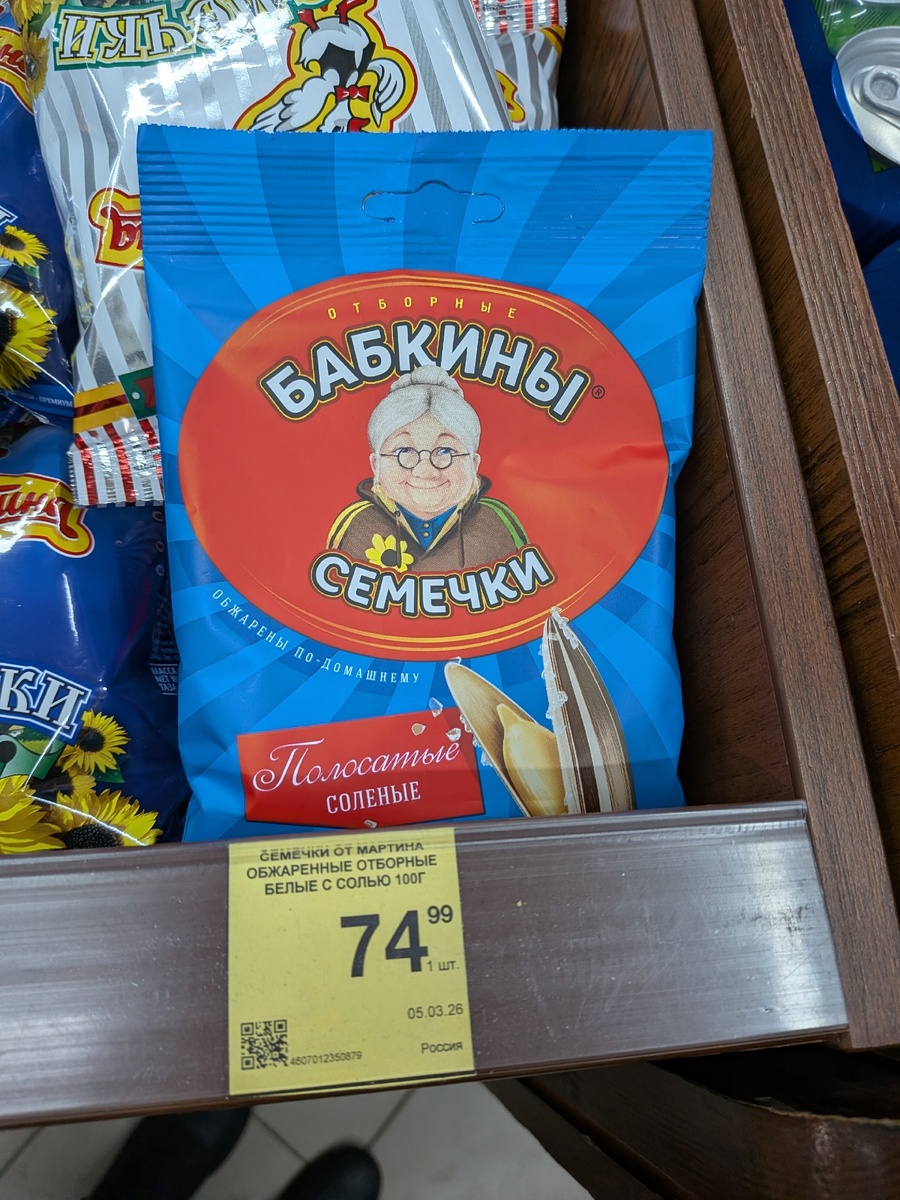 ОТБОРНЫЕ
БАБКИНЫ®
СЕМЕЧКИ
ОБЖАРЕНЫ ПО-ДОМАШНЕМУ
Полосатые
СОЛЕНЫЕ
СЕМЕЧКИ ОТ МАРТИНА
ОБЖАРЕННЫЕ ОТБОРНЫЕ
БЕЛЫЕ С СОЛЬЮ 100Г
74 99
1 шт.
05.03.26
4607012350879
Россия